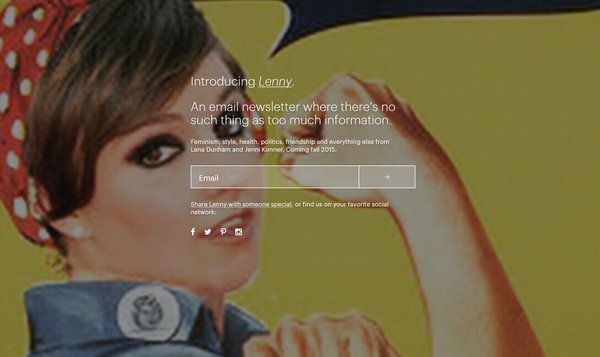 Introducing Lenny.
An email newsletter where there's no
such thing as too much information.
Feminism, style, health, politics, friendship and everything else from
Lena Dunham and Jenni Konner. Coming fall 2015.
Email →
Share Lenny with someone special, or find us on your favorite social
network: